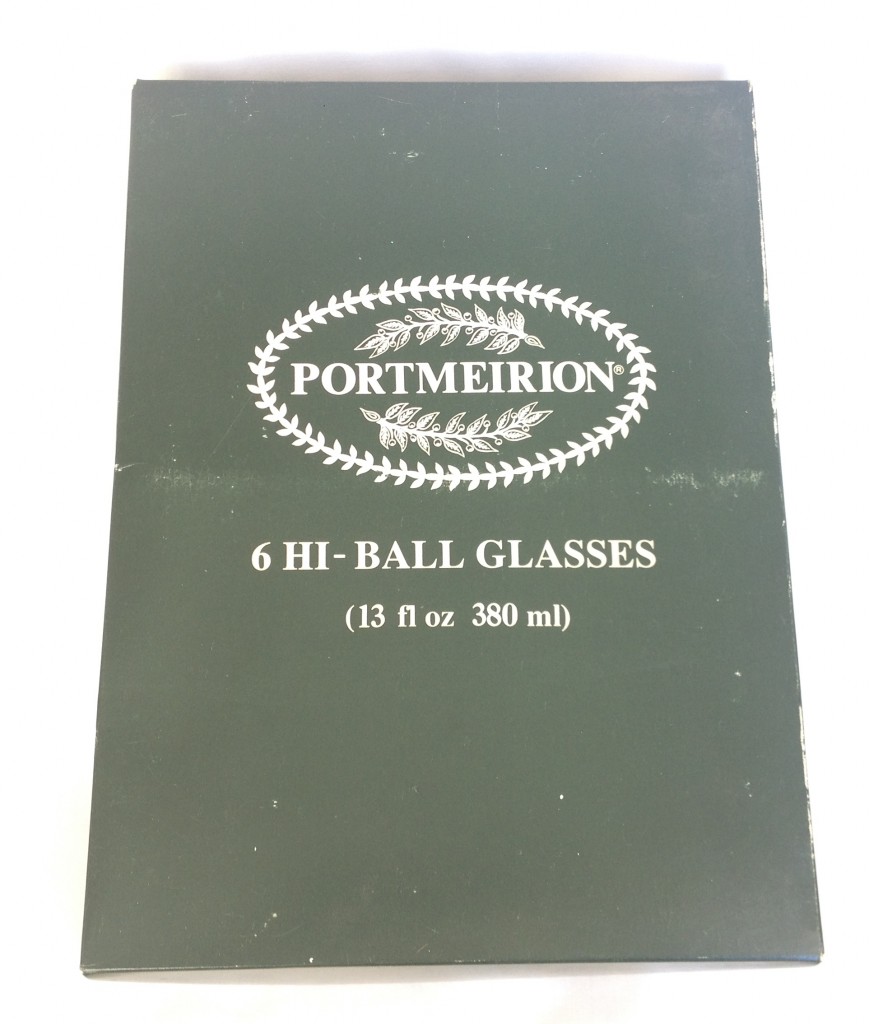 PORTMEIRION®
6 HI-BALL GLASSES
(13 fl oz 380 ml)